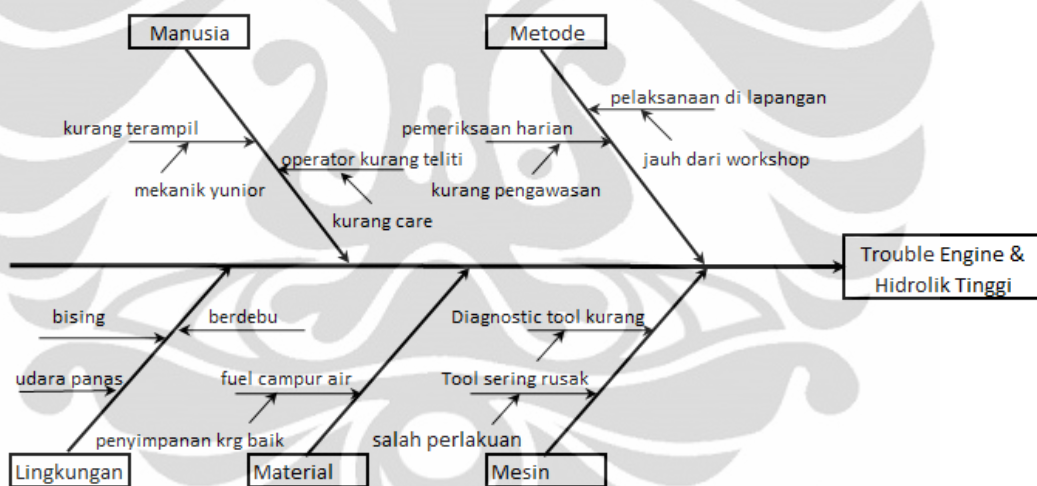 Manusia
Metode
pelaksanaan di lapangan
kurang terampil
pemeriksaan harian
operator kurang teliti
jauh dari workshop
mekanik yunior
kurang pengawasan
kurang care
Trouble Engine &
Hidrolik Tinggi
bising
berdebu
Diagnostic tool kurang
udara panas
fuel campur air
Tool sering rusak
penyimpanan krg baik
salah perlakuan
Lingkungan
Material
Mesin